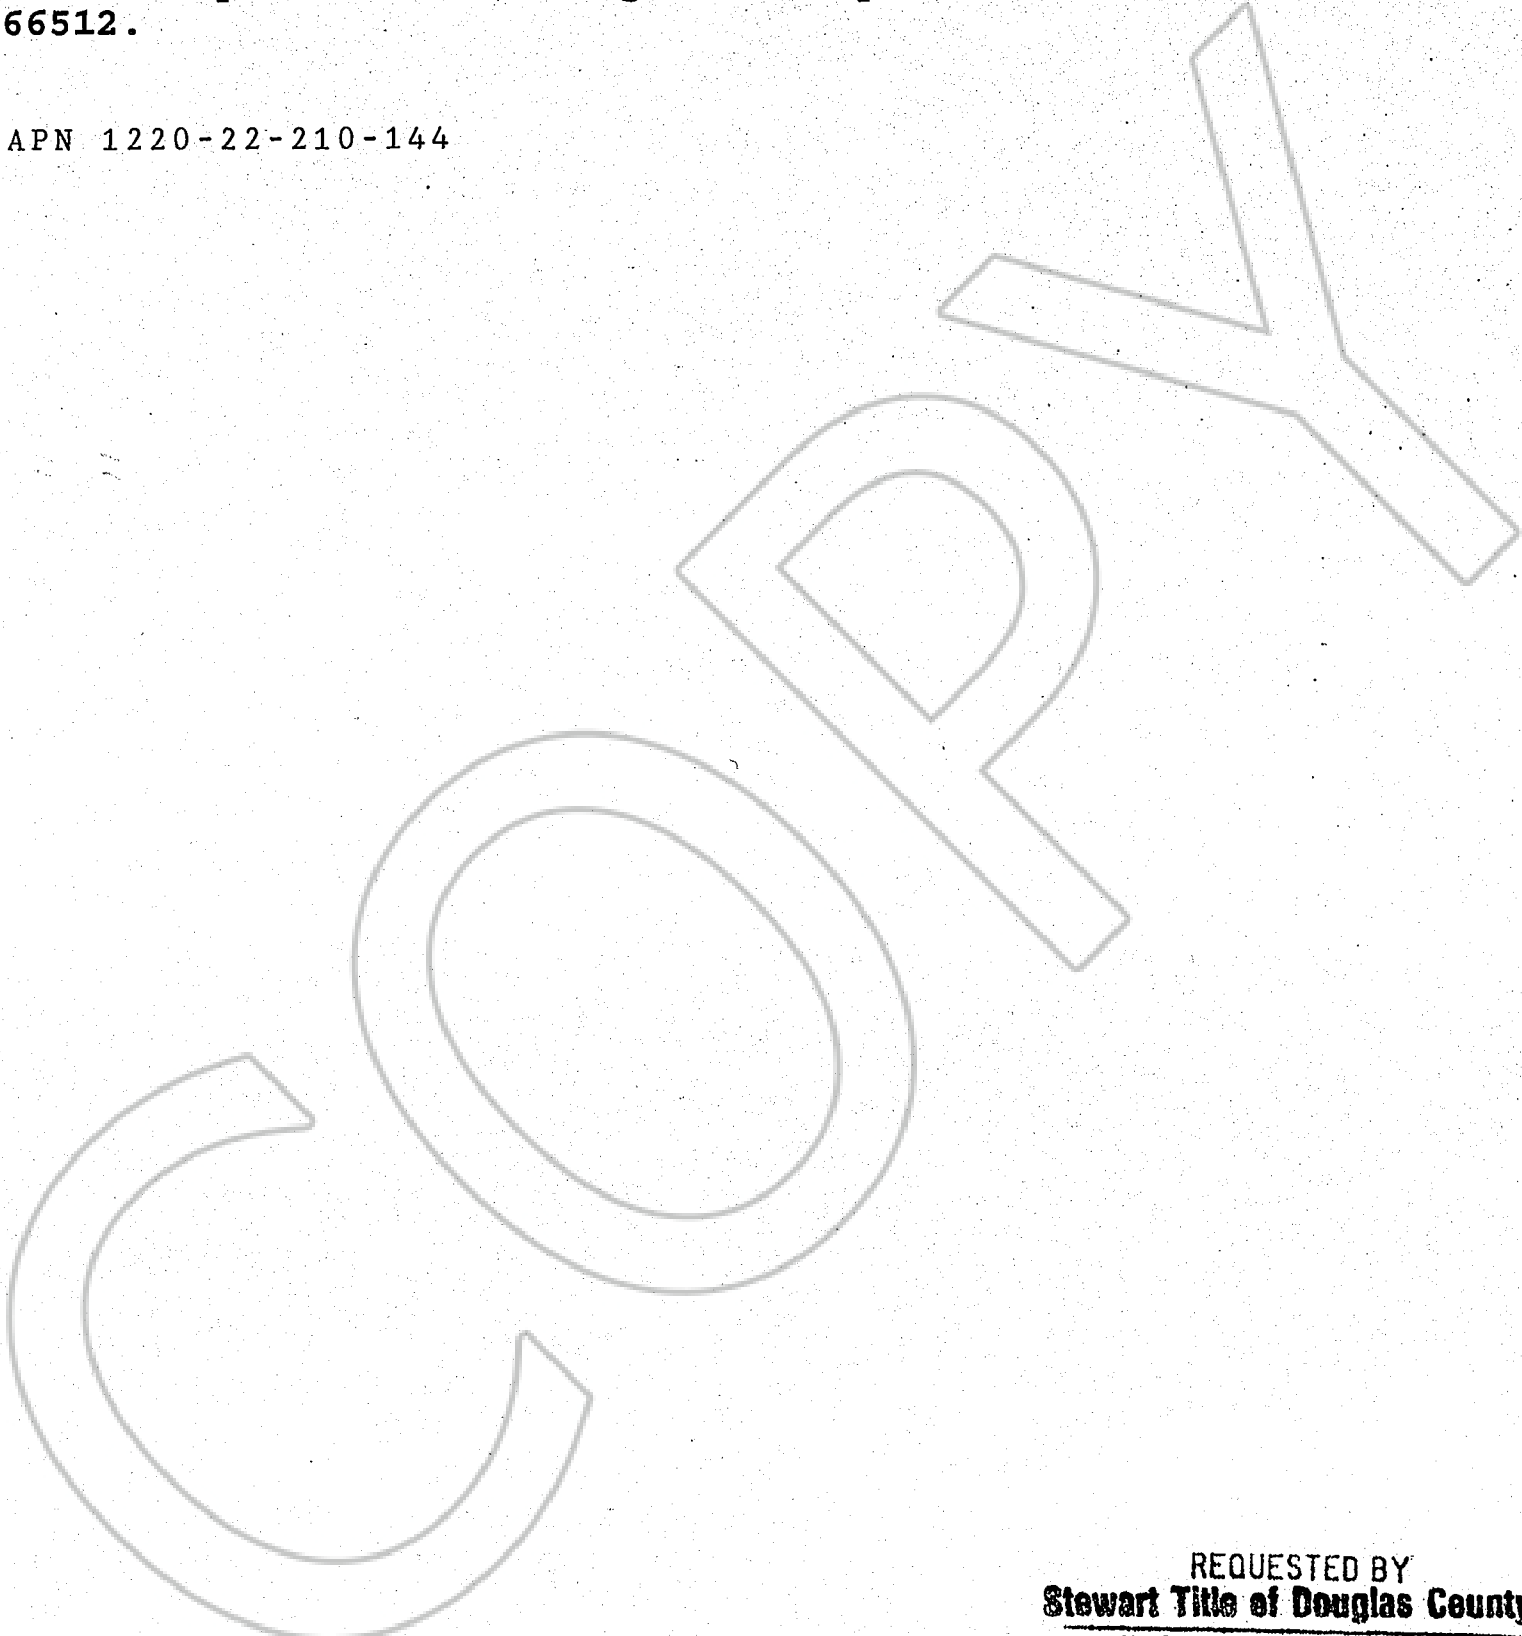 66512.
APN 1220-22-210-144
COPY
REQUESTED BY
Stewart Title of Douglas County